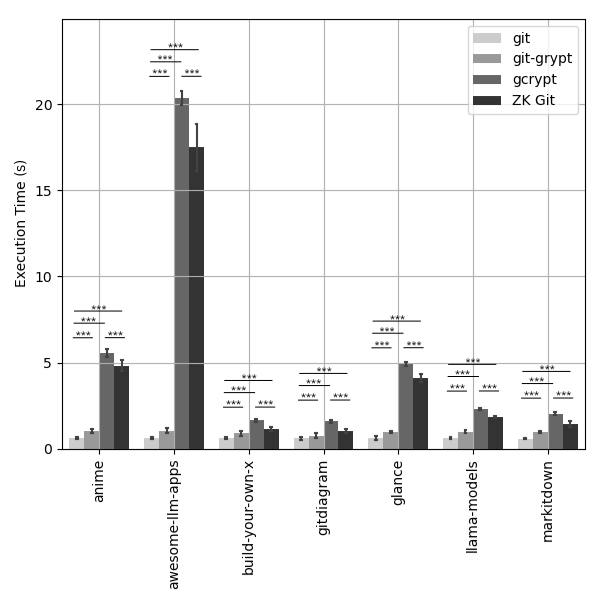 git
git-grypt
gcrypt
ZK Git
Execution Time (s)
20
15
10
5
0
***
***
*** ***
***
***
*** ***
***
***
*** ***
***
***
*** ***
***
***
*** ***
***
***
*** ***
***
***
*** ***
anime
awesome-llm-apps
build-your-own-x
gitdiagram
glance
llama-models
markitdown